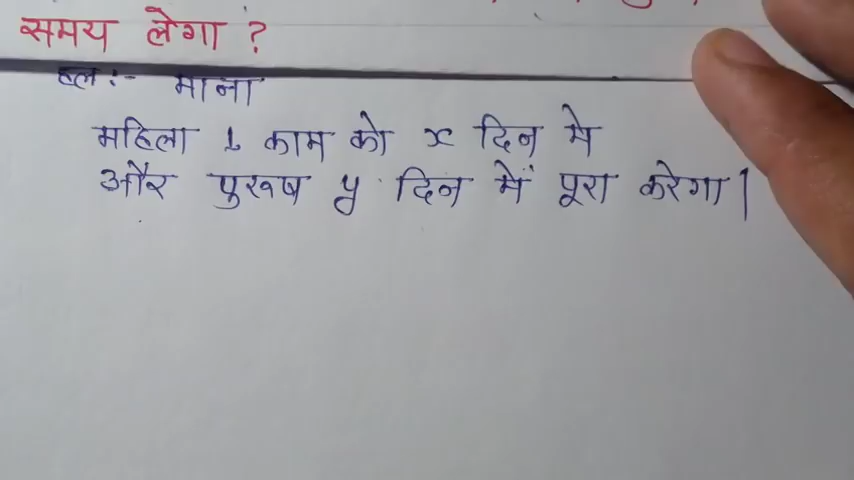 समय लेगा ?
हल :- माना
महिला 1 काम को x दिन मे
और पुरूष y दिन में पूरा करेगा।